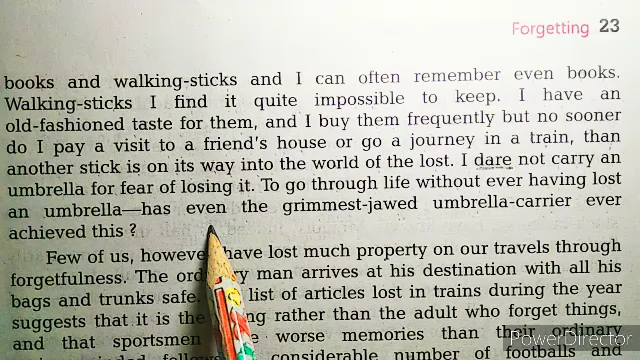 Forgetting 23
books and walking-sticks and I can often remember even books.
Walking-sticks I find it quite impossible to keep. I have an
old-fashioned taste for them, and I buy them frequently but no sooner
do I pay a visit to a friend's house or go a journey in a train, than
another stick is on its way into the world of the lost. I dare not carry an
umbrella for fear of losing it. To go through life without ever having lost
an umbrella—has even the grimmest-jawed umbrella-carrier ever
achieved this ?
Few of us, however have lost much property on our travels through
forgetfulness. The ord ry man arrives at his destination with all his
bags and trunks safe. list of articles lost in trains during the year
suggests that it is the ng rather than the adult who forget things,
and that sportsmen worse memories than their ordinary
considerable number of footballs and
PowerDirector